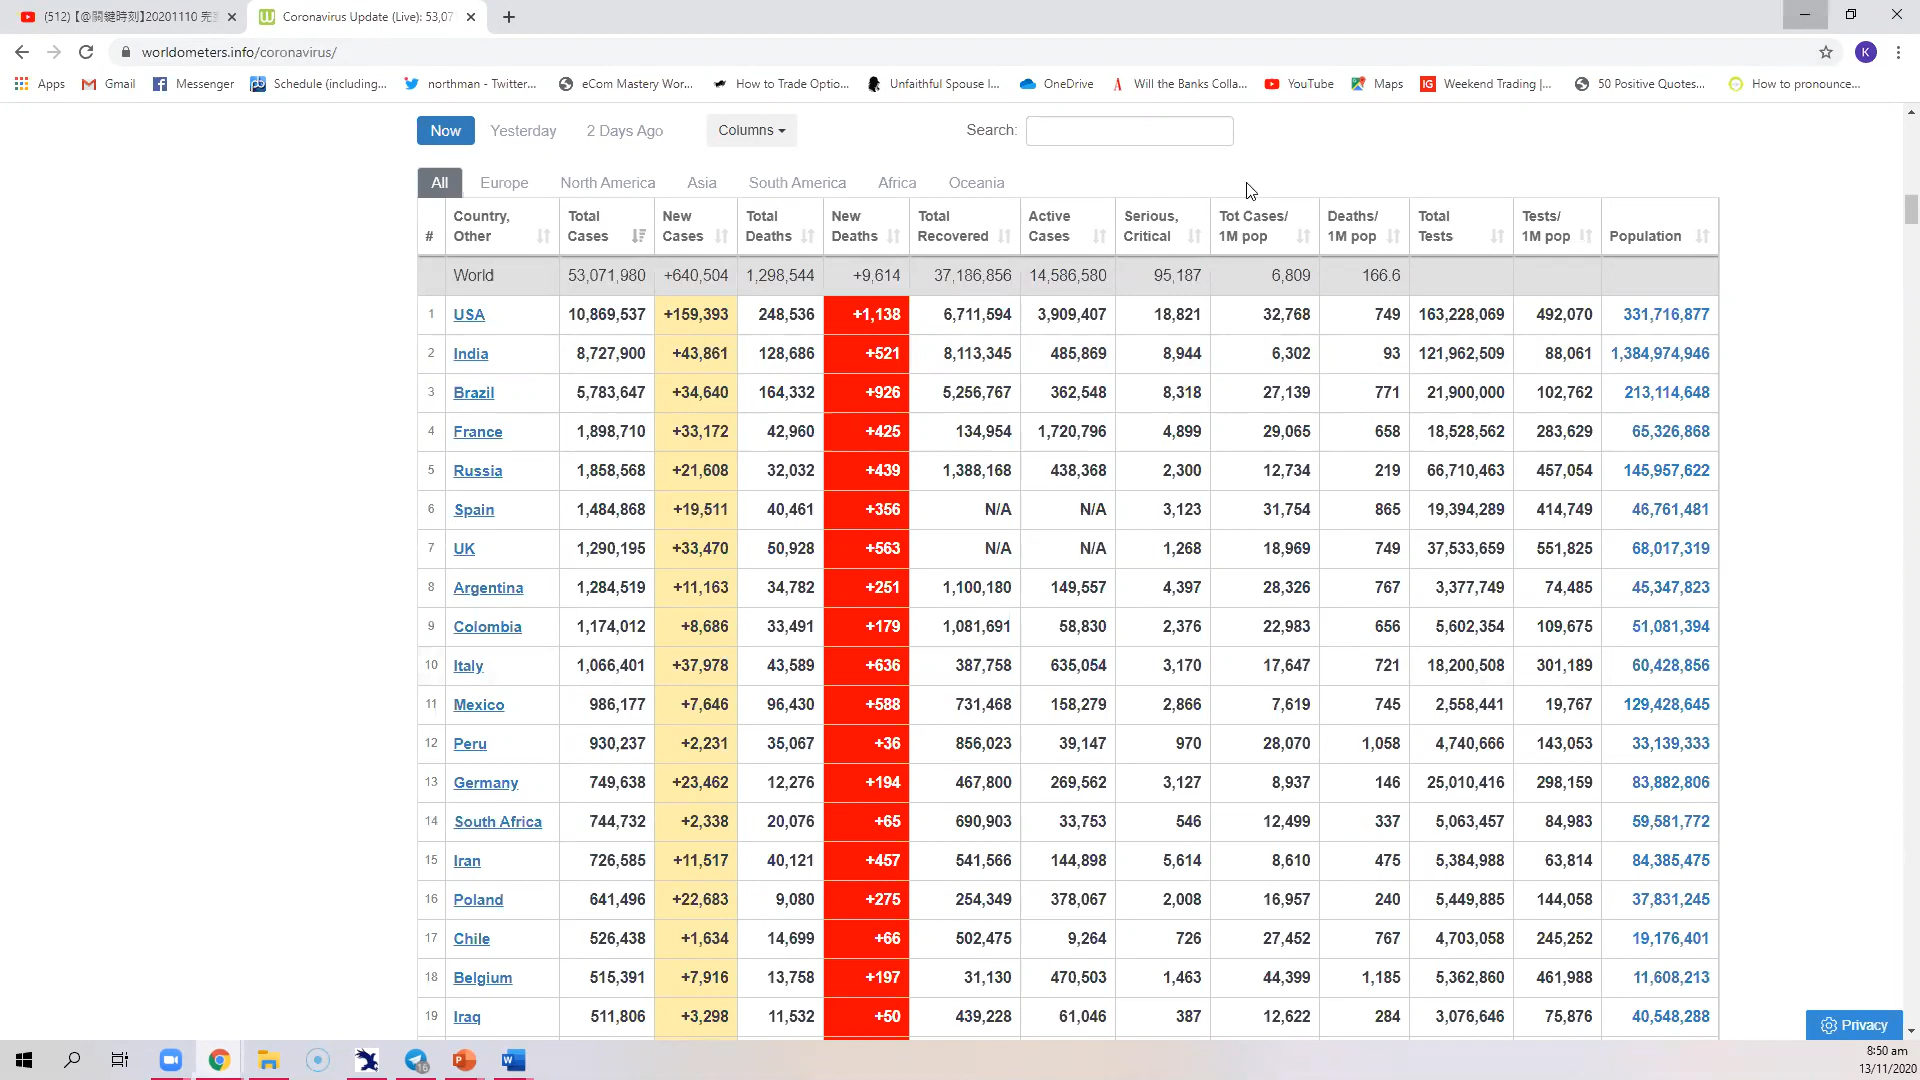 (512) 【@關鍵時刻】20201110 完
Coronavirus Update (Live): 53,07
worldometers.info/coronavirus/
K
Apps Gmail Messenger Schedule (including... northman - Twitter... eCom Mastery Wor... How to Trade Optio... Unfaithful Spouse I... OneDrive Will the Banks Colla... YouTube Maps IG Weekend Trading |... 50 Positive Quotes... How to pronounce...
Now Yesterday 2 Days Ago Columns Search:
All Europe North America Asia South America Africa Oceania
# Country, Other Total Cases New Cases Total Deaths New Deaths Total Recovered Active Cases Serious, Critical Tot Cases/ 1M pop Deaths/ 1M pop Total Tests Tests/ 1M pop Population
World 53,071,980 +640,504 1,298,544 +9,614 37,186,856 14,586,580 95,187 6,809 166.6
1 USA 10,869,537 +159,393 248,536 +1,138 6,711,594 3,909,407 18,821 32,768 749 163,228,069 492,070 331,716,877
2 India 8,727,900 +43,861 128,686 +521 8,113,345 485,869 8,944 6,302 93 121,962,509 88,061 1,384,974,946
3 Brazil 5,783,647 +34,640 164,332 +926 5,256,767 362,548 8,318 27,139 771 21,900,000 102,762 213,114,648
4 France 1,898,710 +33,172 42,960 +425 134,954 1,720,796 4,899 29,065 658 18,528,562 283,629 65,326,868
5 Russia 1,858,568 +21,608 32,032 +439 1,388,168 438,368 2,300 12,734 219 66,710,463 457,054 145,957,622
6 Spain 1,484,868 +19,511 40,461 +356 N/A N/A 3,123 31,754 865 19,394,289 414,749 46,761,481
7 UK 1,290,195 +33,470 50,928 +563 N/A N/A 1,268 18,969 749 37,533,659 551,825 68,017,319
8 Argentina 1,284,519 +11,163 34,782 +251 1,100,180 149,557 4,397 28,326 767 3,377,749 74,485 45,347,823
9 Colombia 1,174,012 +8,686 33,491 +179 1,081,691 58,830 2,376 22,983 656 5,602,354 109,675 51,081,394
10 Italy 1,066,401 +37,978 43,589 +636 387,758 635,054 3,170 17,647 721 18,200,508 301,189 60,428,856
11 Mexico 986,177 +7,646 96,430 +588 731,468 158,279 2,866 7,619 745 2,558,441 19,767 129,428,645
12 Peru 930,237 +2,231 35,067 +36 856,023 39,147 970 28,070 1,058 4,740,666 143,053 33,139,333
13 Germany 749,638 +23,462 12,276 +194 467,800 269,562 3,127 8,937 146 25,010,416 298,159 83,882,806
14 South Africa 744,732 +2,338 20,076 +65 690,903 33,753 546 12,499 337 5,063,457 84,983 59,581,772
15 Iran 726,585 +11,517 40,121 +457 541,566 144,898 5,614 8,610 475 5,384,988 63,814 84,385,475
16 Poland 641,496 +22,683 9,080 +275 254,349 378,067 2,008 16,957 240 5,449,885 144,058 37,831,245
17 Chile 526,438 +1,634 14,699 +66 502,475 9,264 726 27,452 767 4,703,058 245,252 19,176,401
18 Belgium 515,391 +7,916 13,758 +197 31,130 470,503 1,463 44,399 1,185 5,362,860 461,988 11,608,213
19 Iraq 511,806 +3,298 11,532 +50 439,228 61,046 387 12,622 284 3,076,646 75,876 40,548,288
Privacy
16
8:50 am
13/11/2020